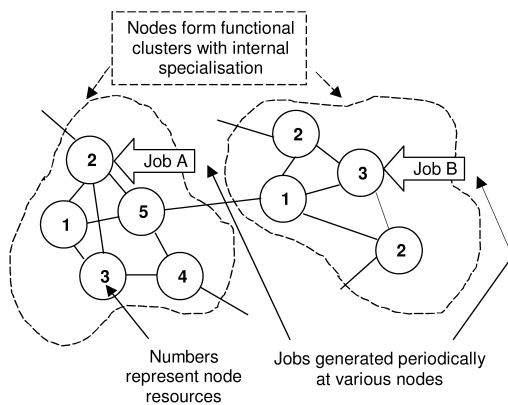 Nodes form functional
clusters with internal
specialisation
2
2
Job A
3
Job B
1
5
1
2
3
4
Numbers
represent node
resources
Jobs generated periodically
at various nodes